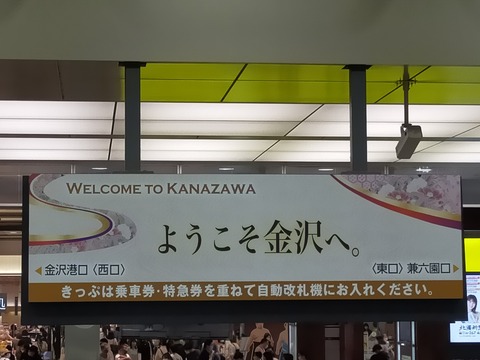 WELCOME TO KANAZAWA
ようこそ金沢へ。
金沢港口〈西口〉
〈東口〉兼六園口
きっぷは乗車券・特急券を重ねて自動改札機にお入れください。